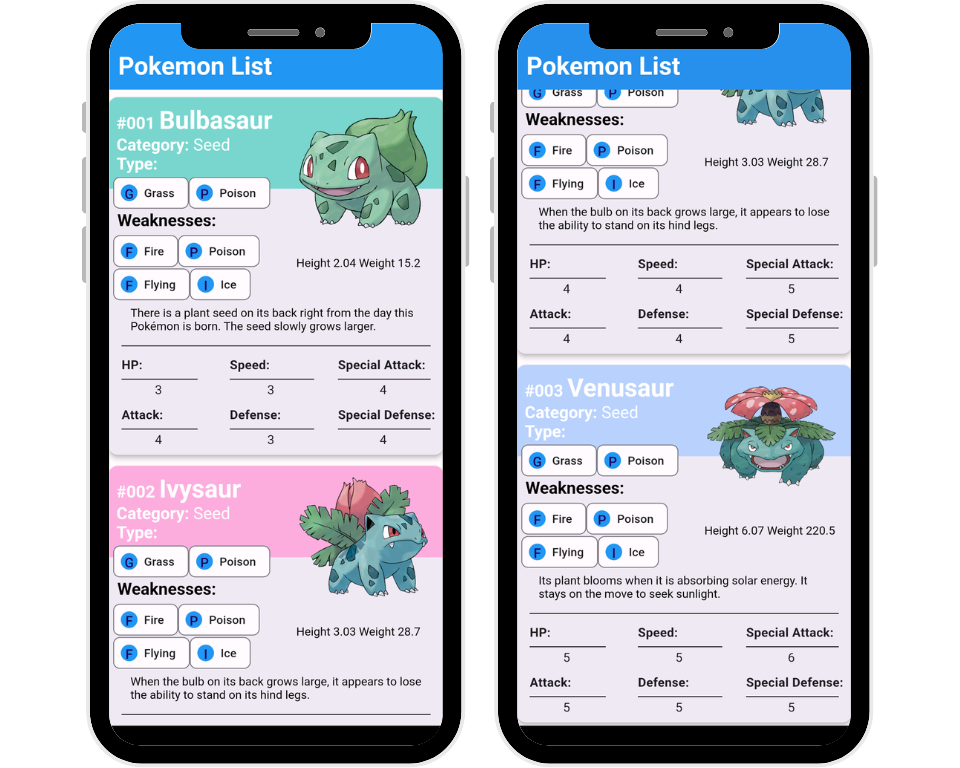 Pokemon List
#001 Bulbasaur
Category: Seed
Type:
G Grass P Poison
Weaknesses:
F Fire P Poison
F Flying I Ice
Height 2.04 Weight 15.2
There is a plant seed on its back right from the day this
Pokémon is born. The seed slowly grows larger.
HP: Speed: Special Attack:
3 3 4
Attack: Defense: Special Defense:
4 3 4
#002 Ivysaur
Category: Seed
Type:
G Grass P Poison
Weaknesses:
F Fire P Poison
F Flying I Ice
Height 3.03 Weight 28.7
When the bulb on its back grows large, it appears to lose
the ability to stand on its hind legs.
Pokemon List
G Grass P Poison
Weaknesses:
F Fire P Poison
F Flying I Ice
Height 3.03 Weight 28.7
When the bulb on its back grows large, it appears to lose
the ability to stand on its hind legs.
HP: Speed: Special Attack:
4 4 5
Attack: Defense: Special Defense:
4 4 5
#003 Venusaur
Category: Seed
Type:
G Grass P Poison
Weaknesses:
F Fire P Poison
F Flying I Ice
Height 6.07 Weight 220.5
Its plant blooms when it is absorbing solar energy. It
stays on the move to seek sunlight.
HP: Speed: Special Attack:
5 5 6
Attack: Defense: Special Defense:
5 5 5